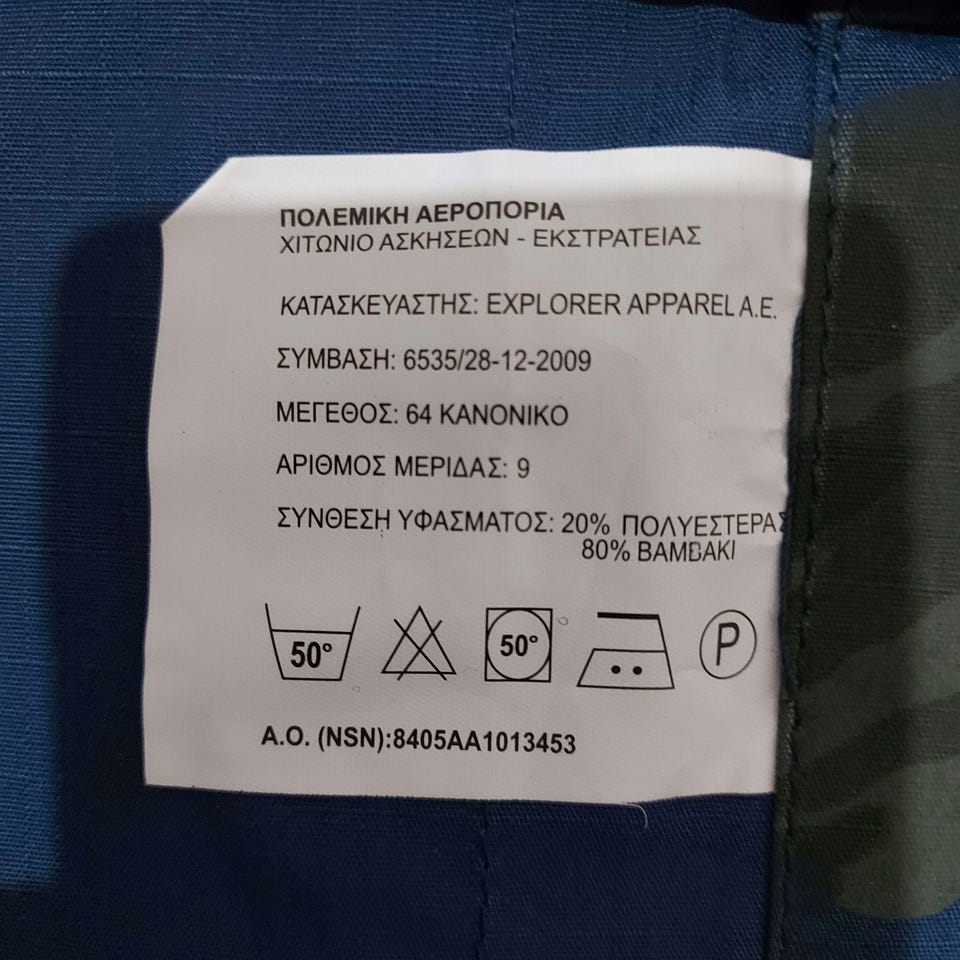 ΠΟΛΕΜΙΚΗ ΑΕΡΟΠΟΡΙΑ
ΧΙΤΩΝΙΟ ΑΣΚΗΣΕΩΝ - ΕΚΣΤΡΑΤΕΙΑΣ
ΚΑΤΑΣΚΕΥΑΣΤΗΣ: EXPLORER APPAREL A.E.
ΣΥΜΒΑΣΗ: 6535/28-12-2009
ΜΕΓΕΘΟΣ: 64 ΚΑΝΟΝΙΚΟ
ΑΡΙΘΜΟΣ ΜΕΡΙΔΑΣ: 9
ΣΥΝΘΕΣΗ ΥΦΑΣΜΑΤΟΣ: 20% ΠΟΛΥΕΣΤΕΡΑΣ
80% ΒΑΜΒΑΚΙ
50° 50° P
Α.Ο. (NSN):8405AA1013453